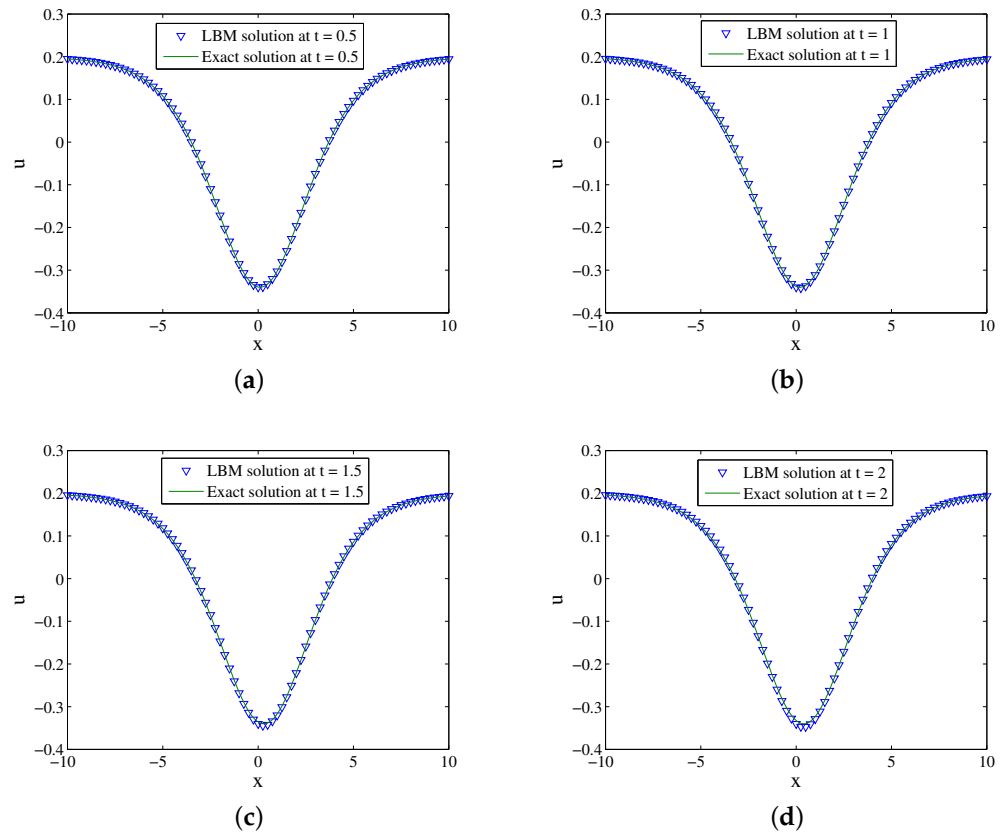 0.3
0.2
0.1
0
−0.1
−0.2
−0.3
−0.4
u
LBM solution at t = 0.5
Exact solution at t = 0.5
−10 −5 0 5 10
x
(a)
0.3
0.2
0.1
0
−0.1
−0.2
−0.3
−0.4
u
LBM solution at t = 1
Exact solution at t = 1
−10 −5 0 5 10
x
(b)
0.3
0.2
0.1
0
−0.1
−0.2
−0.3
−0.4
u
LBM solution at t = 1.5
Exact solution at t = 1.5
−10 −5 0 5 10
x
(c)
0.3
0.2
0.1
0
−0.1
−0.2
−0.3
−0.4
u
LBM solution at t = 2
Exact solution at t = 2
−10 −5 0 5 10
x
(d)